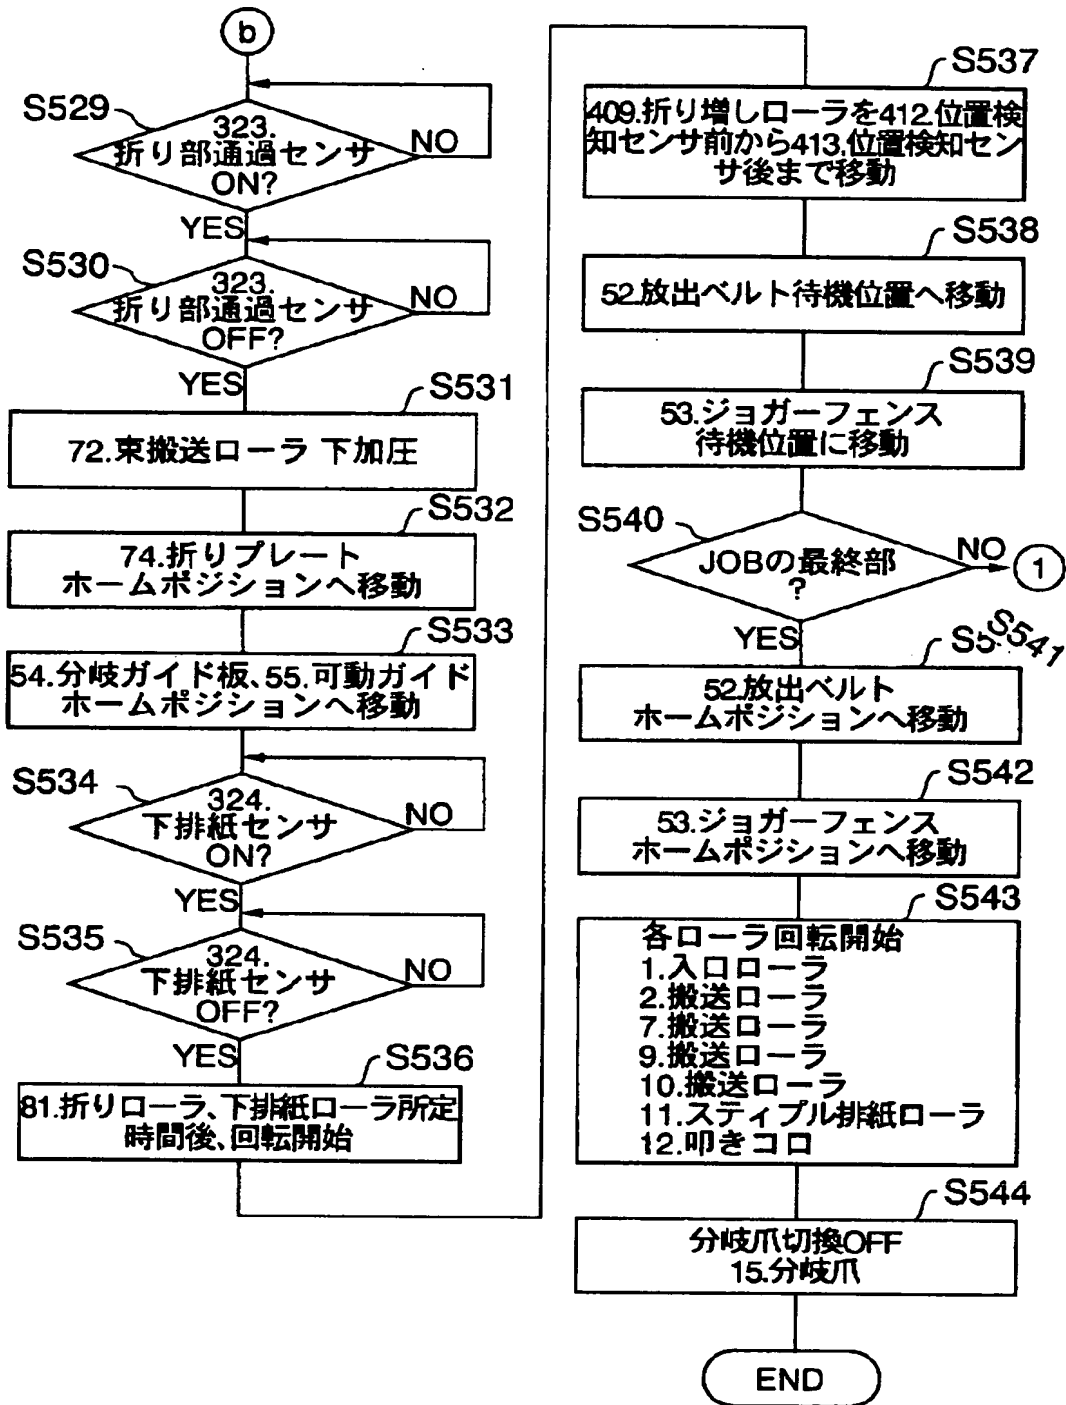 b
S529
323.
折り部通過センサ
ON?
NO
YES
S530
323.
折り部通過センサ
OFF?
NO
YES
S531
72.束搬送ローラ 下加圧
S532
74.折りプレート
ホームポジションへ移動
S533
54.分岐ガイド板、55.可動ガイド
ホームポジションへ移動
S534
324.
下排紙センサ
ON?
NO
YES
S535
324.
下排紙センサ
OFF?
NO
YES
S536
81.折りローラ、下排紙ローラ所定
時間後、回転開始
S537
409.折り増しローラを412.位置検
知センサ前から413.位置検知セン
サ後まで移動
S538
52.放出ベルト待機位置へ移動
S539
53.ジョガーフェンス
待機位置に移動
S540
JOBの最終部
?
NO
1
YES
S541
52.放出ベルト
ホームポジションへ移動
S542
53.ジョガーフェンス
ホームポジションへ移動
S543
各ローラ回転開始
1.入口ローラ
2.搬送ローラ
7.搬送ローラ
9.搬送ローラ
10.搬送ローラ
11.スティプル排紙ローラ
12.叩きコロ
S544
分岐爪切換OFF
15.分岐爪
END